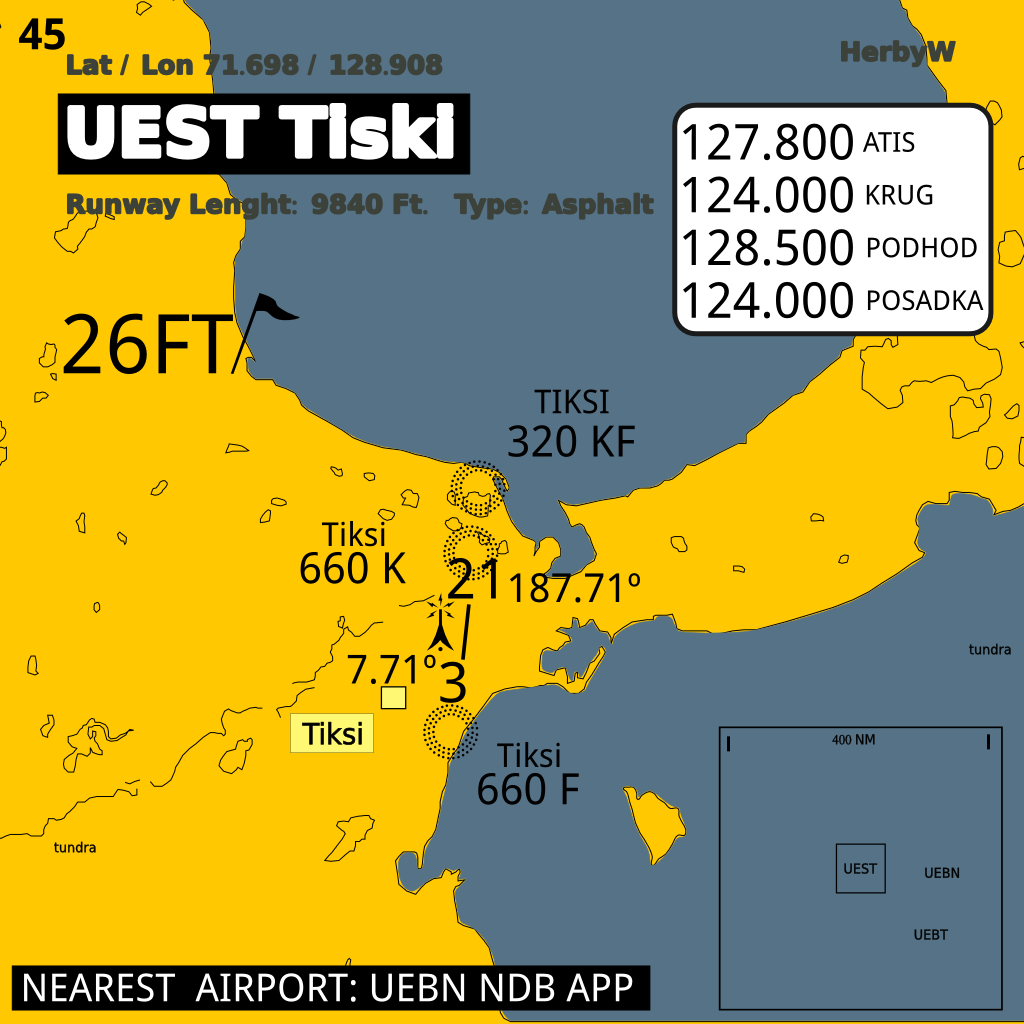 45
Lat / Lon 71.698 / 128.908
HerbyW
UEST Tiski
127.800 ATIS
124.000 KRUG
128.500 PODHOD
124.000 POSADKA
Runway Lenght: 9840 Ft. Type: Asphalt
26FT
TIKSI
320 KF
Tiksi
660 K
21 187.71º
7.71º 3
tundra
Tiksi
Tiksi
660 F
400 NM
tundra
UEST
UEBN
UEBT
NEAREST AIRPORT: UEBN NDB APP